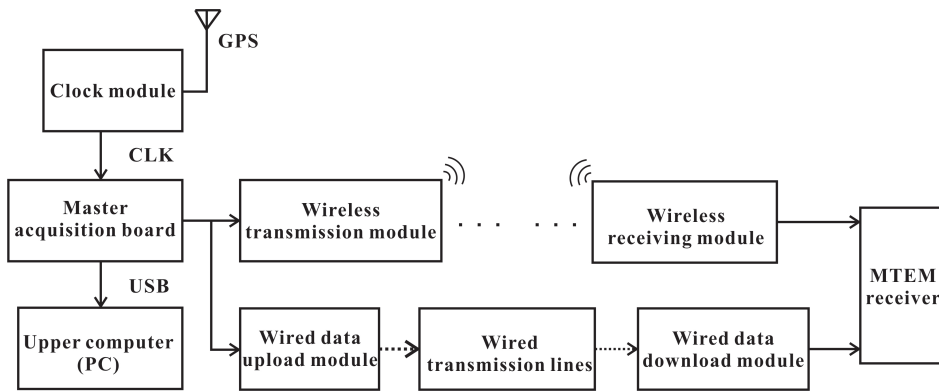 GPS
Clock module
CLK
Master
acquisition board
Wireless
transmission module
Wireless
receiving module
MTEM
receiver
USB
Upper computer
(PC)
Wired data
upload module
Wired
transmission lines
Wired data
download module